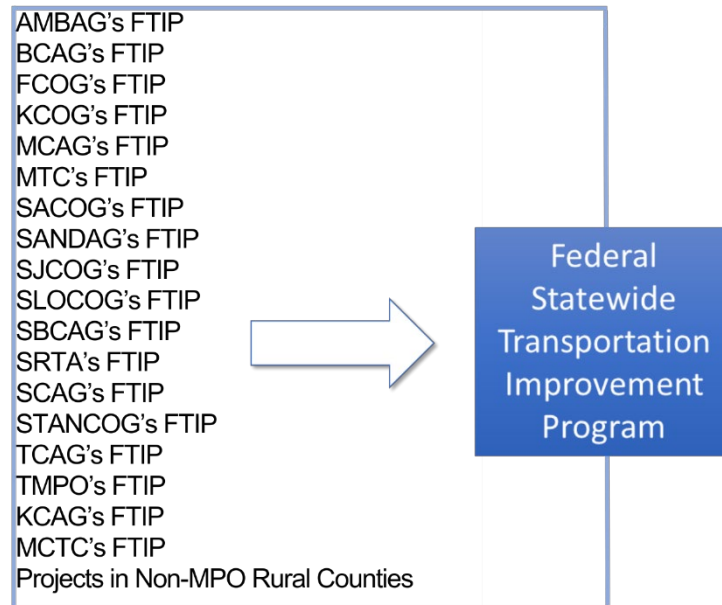 AMBAG's FTIP
BCAG's FTIP
FCOG's FTIP
KCOG's FTIP
MCAG's FTIP
MTC's FTIP
SACOG's FTIP
SANDAG's FTIP
SJCOG's FTIP
SLOCOG's FTIP
SBCAG's FTIP
SRTA's FTIP
SCAG's FTIP
STANCOG's FTIP
TCAG's FTIP
TMPO's FTIP
KCAG's FTIP
MCTC's FTIP
Projects in Non-MPO Rural Counties
Federal
Statewide
Transportation
Improvement
Program